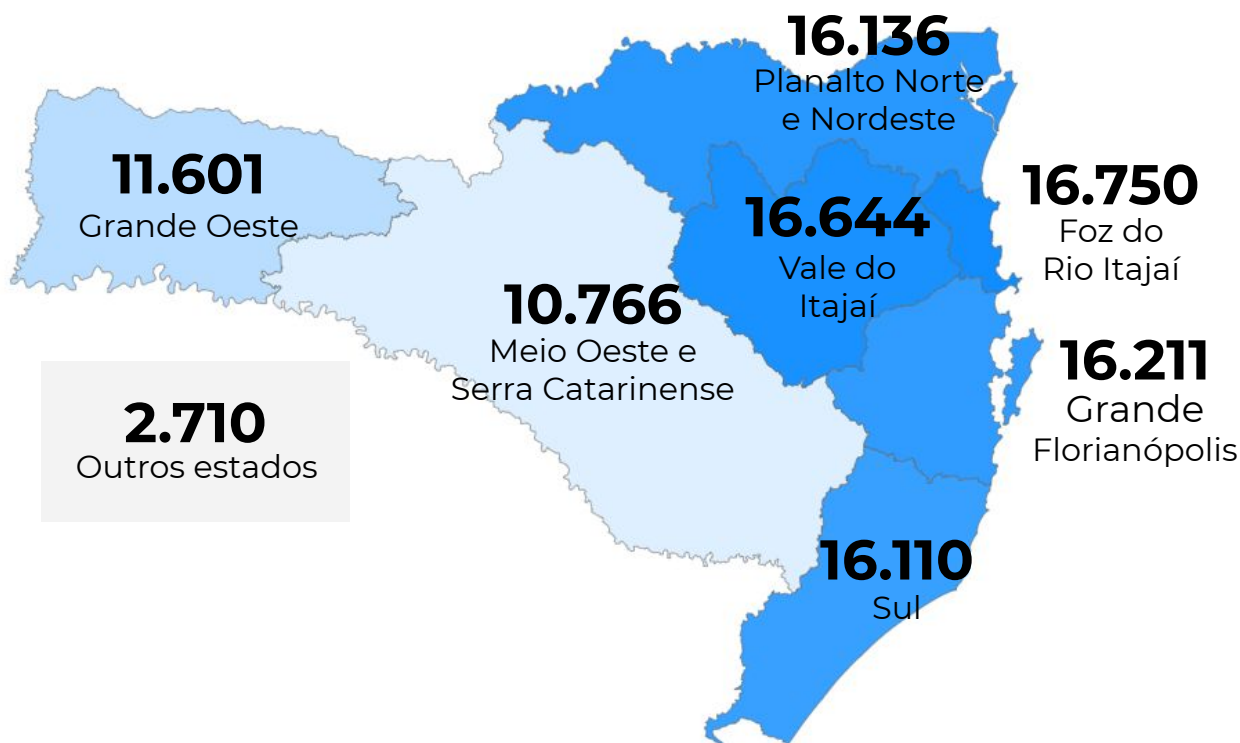 16.136
Planalto Norte
e Nordeste
11.601
Grande Oeste
16.644
Vale do
Itajaí
16.750
Foz do
Rio Itajaí
10.766
Meio Oeste e
Serra Catarinense
16.211
Grande
Florianópolis
2.710
Outros estados
16.110
Sul